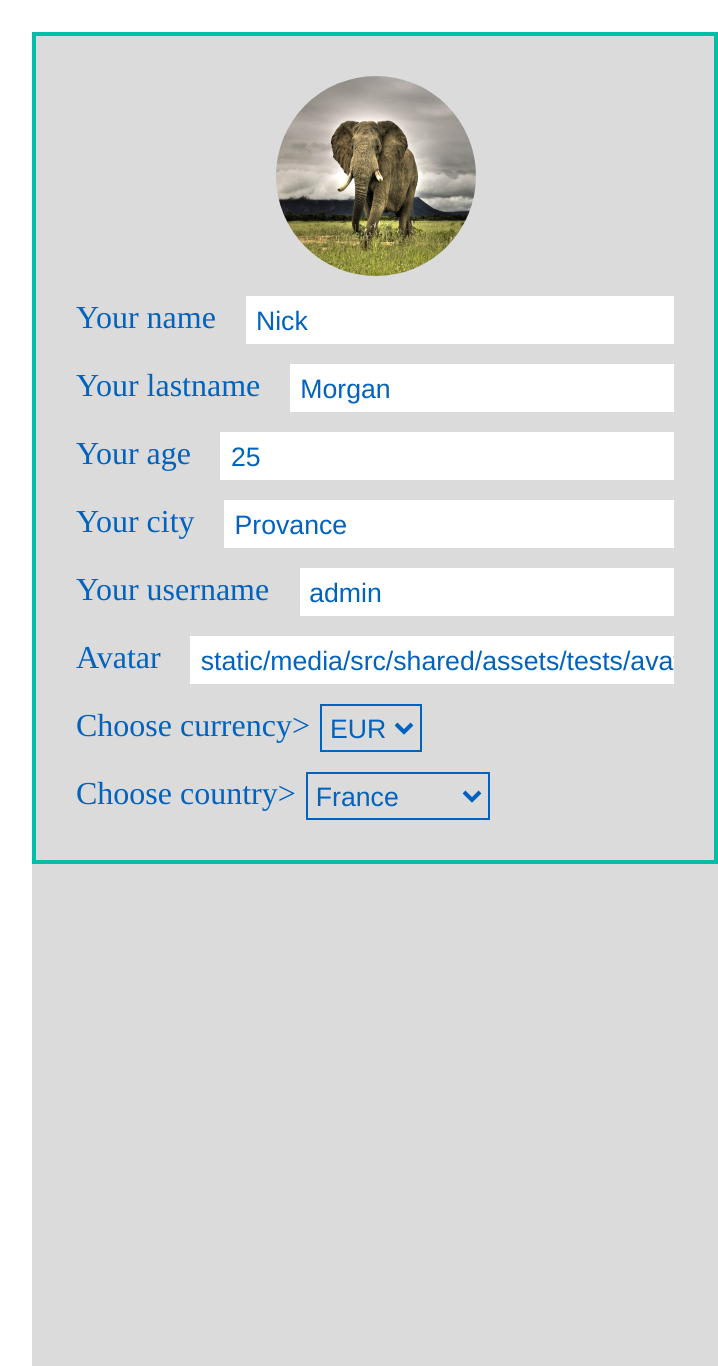 Your name Nick
Your lastname Morgan
Your age 25
Your city Provance
Your username admin
Avatar static/media/src/shared/assets/tests/ava
Choose currency> EUR
Choose country> France